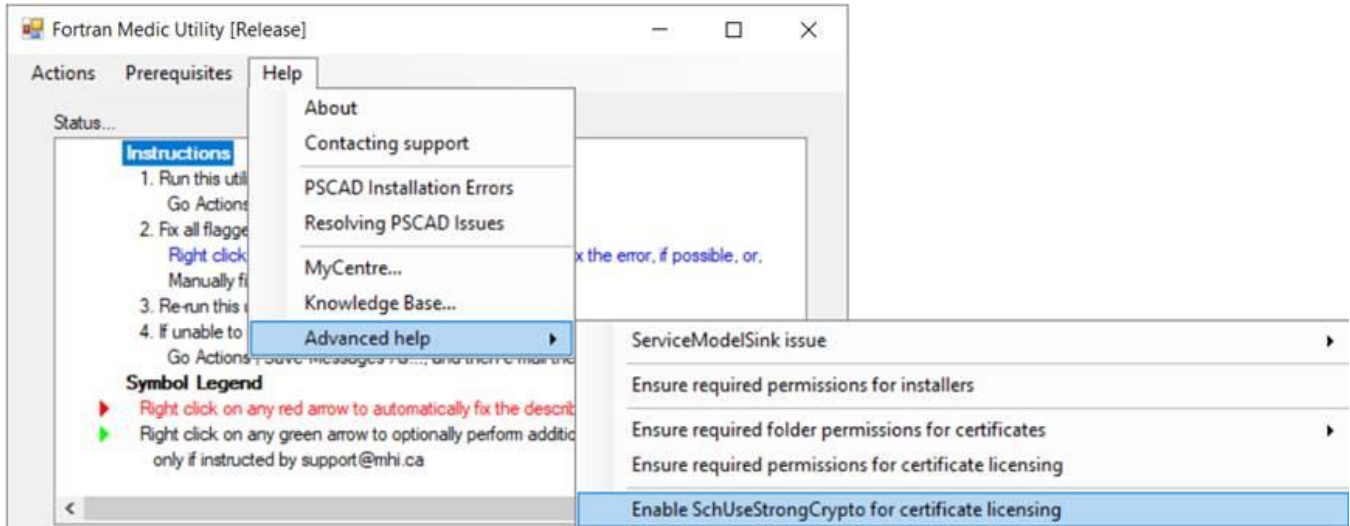 Fortran Medic Utility [Release]
Actions Prerequisites Help
Status...
Instructions
1. Run this util
Go Actions
2. Fix all flagge
Right click
x the error, if possible, or,
Manually fi
3. Re-run this
4. If unable to
Go Actions
Symbol Legend
Right click on any red arrow to automatically fix the describ
Right click on any green arrow to optionally perform additio
only if instructed by support@mhi.ca
About
Contacting support
PSCAD Installation Errors
Resolving PSCAD Issues
MyCentre...
Knowledge Base...
Advanced help
ServiceModelSink issue
Ensure required permissions for installers
Ensure required folder permissions for certificates
Ensure required permissions for certificate licensing
Enable SchUseStrongCrypto for certificate licensing